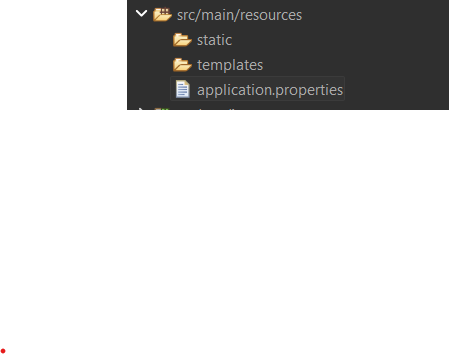 src/main/resources
static
templates
application.properties